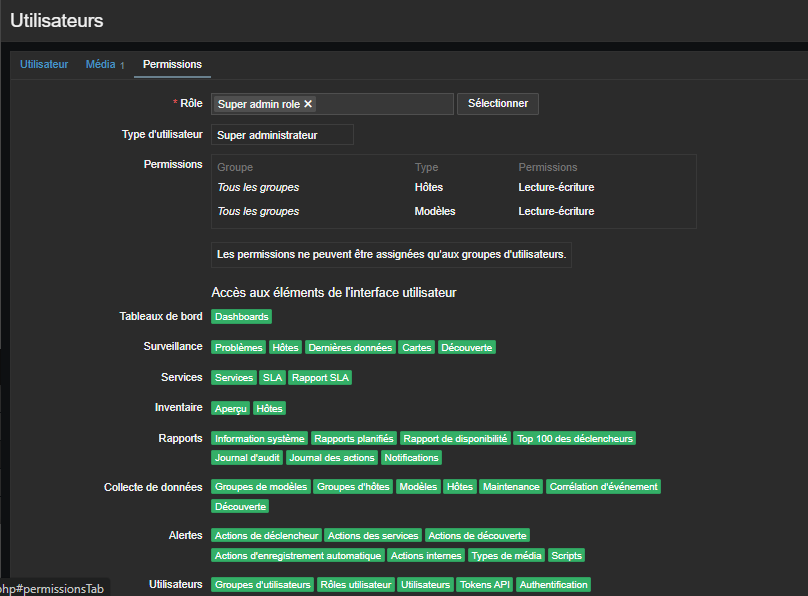 Utilisateurs
Utilisateur Média 1 Permissions
* Rôle Super admin role ✕ Sélectionner
Type d'utilisateur Super administrateur
Permissions Groupe Type Permissions
Tous les groupes Hôtes Lecture-écriture
Tous les groupes Modèles Lecture-écriture
Les permissions ne peuvent être assignées qu'aux groupes d'utilisateurs.
Accès aux éléments de l'interface utilisateur
Tableaux de bord Dashboards
Surveillance Problèmes Hôtes Dernières données Cartes Découverte
Services Services SLA Rapport SLA
Inventaire Aperçu Hôtes
Rapports Information système Rapports planifiés Rapport de disponibilité Top 100 des déclencheurs
Journal d'audit Journal des actions Notifications
Collecte de données Groupes de modèles Groupes d'hôtes Modèles Hôtes Maintenance Corrélation d'événement
Découverte
Alertes Actions de déclencheur Actions des services Actions de découverte
Actions d'enregistrement automatique Actions internes Types de média Scripts
Utilisateurs Groupes d'utilisateurs Rôles utilisateur Utilisateurs Tokens API Authentification
php#permissionsTab